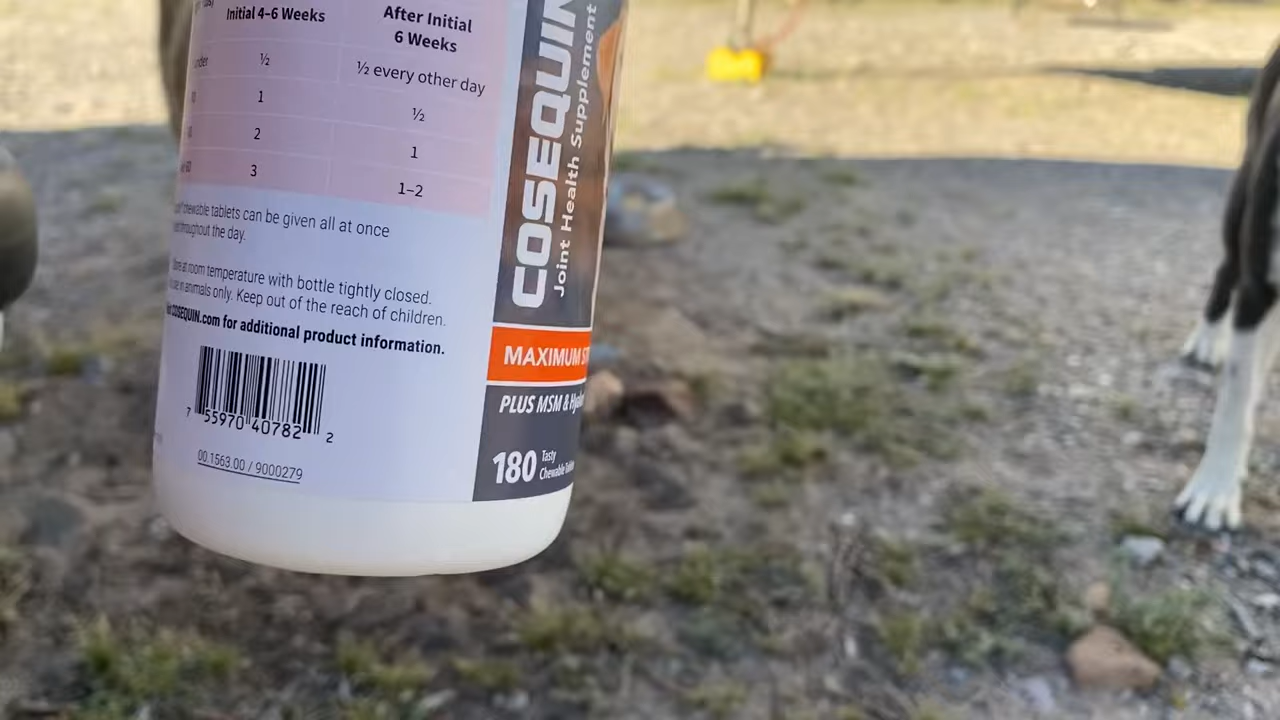 Initial 4–6 Weeks
After Initial
6 Weeks
½
½ every other day
1
½
2
1
3
1–2
chewable tablets can be given all at once
throughout the day.
at room temperature with bottle tightly closed.
in animals only. Keep out of the reach of children.
COSEQUIN.com for additional product information.
7 55970 40782 2
00.1563.00 / 9000279
COSEQUIN
Joint Health Supplement
MAXIMUM
PLUS MSM &
180
Tasty
Chewable